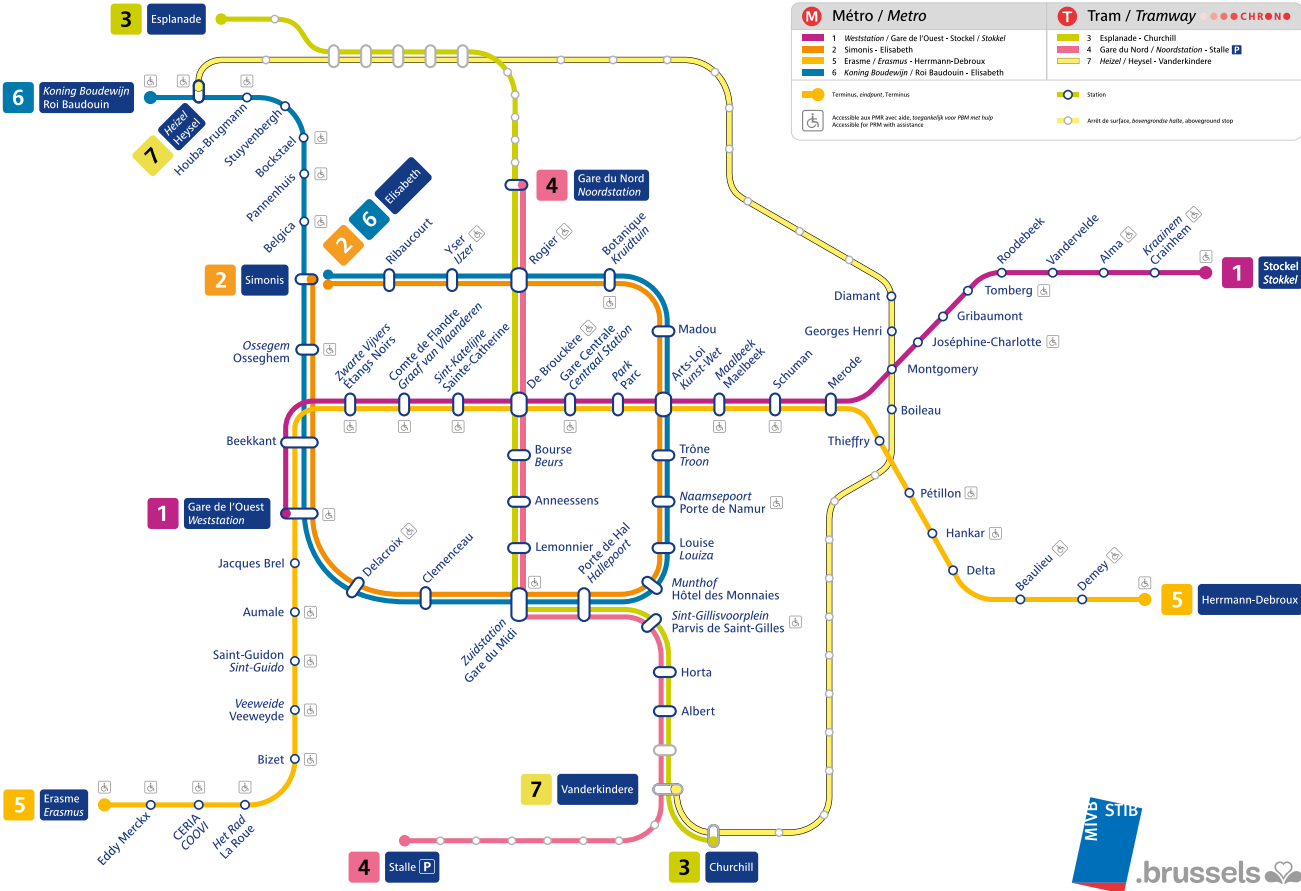 3
Esplanade
M
Métro / Metro
1 Weststation / Gare de l'Ouest - Stockel / Stokkel
2 Simonis - Elisabeth
5 Erasme / Erasmus - Herrmann-Debroux
6 Koning Boudewijn / Roi Baudouin - Elisabeth
T
Tram / Tramway
CHRONO
3 Esplanade - Churchill
4 Gare du Nord / Noordstation - Stalle P
7 Heizel / Heysel - Vanderkindere
Terminus, eindpunt, Terminus
Station
Accessible aux PMR avec aide, toegankelijk voor PBM met hulp
Accessible for PRM with assistance
Arrêt de surface, bovengrondse halte, aboveground stop
6
Koning Boudewijn
Roi Baudouin
7
Heizel
Heysel
Houba-Brugmann
Stuyvenbergh
Bockstael
Pannenhuis
Belgica
2
Simonis
2
6
Elisabeth
Ribaucourt
Yser
IJzer
4
Gare du Nord
Noordstation
Rogier
Botanique
Kruidtuin
Madou
Ossegem
Osseghem
Zwarte Vijvers
Étangs Noirs
Comte de Flandre
Graaf van Vlaanderen
Sint-Katelijne
Sainte-Catherine
De Brouckère
Gare Centrale
Centraal Station
Park
Parc
Arts-Loi
Kunst-Wet
Maalbeek
Maelbeek
Schuman
Merode
Diamant
Georges Henri
Montgomery
Boileau
Thieffry
Joséphine-Charlotte
Gribaumont
Tomberg
Roodebeek
Vandervelde
Alma
Kraainem
Crainhem
1
Stockel
Stokkel
Beekkant
1
Gare de l'Ouest
Weststation
Bourse
Beurs
Anneessens
Lemonnier
Trône
Troon
Naamsepoort
Porte de Namur
Louise
Louiza
Munthof
Hôtel des Monnaies
Porte de Hal
Hallepoort
Delacroix
Clemenceau
Zuidstation
Gare du Midi
Sint-Gillisvoorplein
Parvis de Saint-Gilles
Horta
Albert
Pétillon
Hankar
Delta
Beaulieu
Demey
5
Herrmann-Debroux
Jacques Brel
Aumale
Saint-Guidon
Sint-Guido
Veeweide
Veeweyde
Bizet
5
Erasme
Erasmus
Eddy Merckx
CERIA
COOVI
Het Rad
La Roue
7
Vanderkindere
4
Stalle P
3
Churchill
MIVB
STIB
.brussels